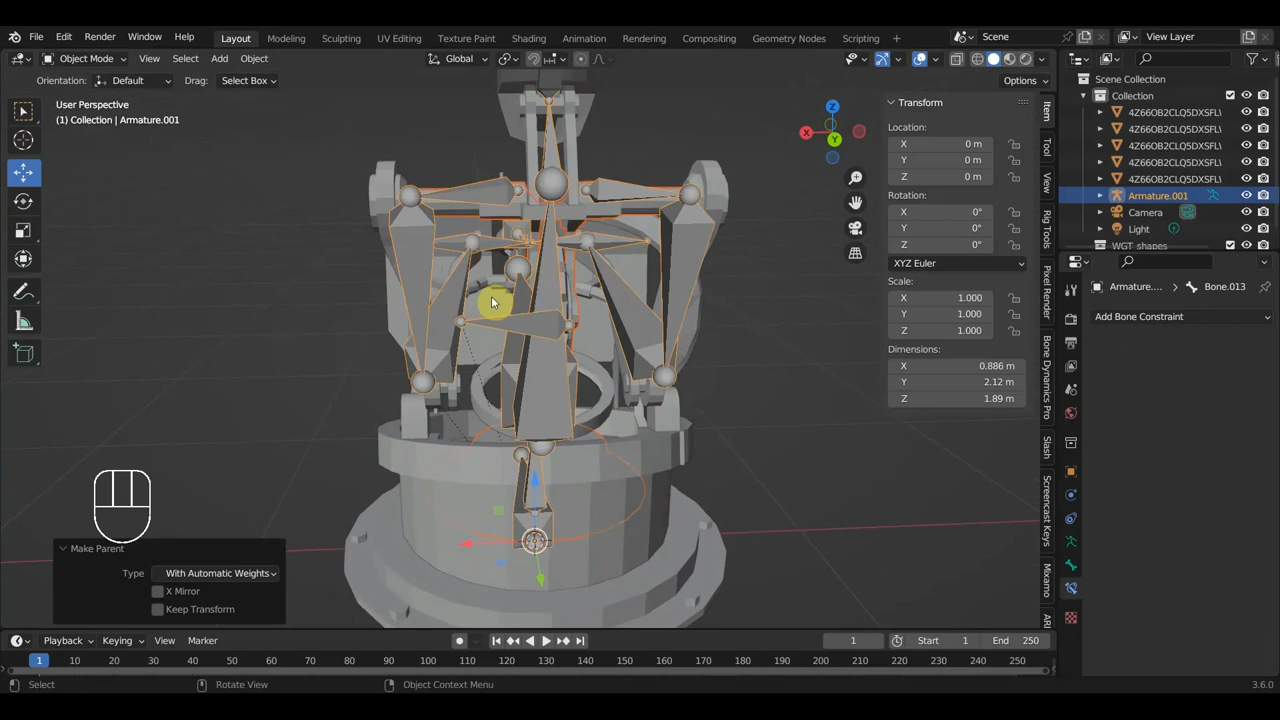 File Edit Render Window Help Layout Modeling Sculpting UV Editing Texture Paint Shading Animation Rendering Compositing Geometry Nodes Scripting + Scene View Layer
Object Mode View Select Add Object Global Options
Orientation: Default Drag: Select Box
User Perspective
(1) Collection | Armature.001
Transform
Location:
X 0 m
Y 0 m
Z 0 m
Rotation:
X 0°
Y 0°
Z 0°
XYZ Euler
Scale:
X 1.000
Y 1.000
Z 1.000
Dimensions:
X 0.886 m
Y 2.12 m
Z 1.89 m
Item
Tool
View
Rig Tools
Pixel Render
Bone Dynamics Pro
Slash
Screencast Keys
Mixamo
X
Y
Z
Scene Collection
Collection
4Z66OB2CLQ5DXSFL\
4Z66OB2CLQ5DXSFL\
4Z66OB2CLQ5DXSFL\
4Z66OB2CLQ5DXSFL\
4Z66OB2CLQ5DXSFL\
Armature.001
Camera
Light
WGT shapes
Armature.... > Bone.013
Add Bone Constraint
Make Parent
Type With Automatic Weights
X Mirror
Keep Transform
Playback Keying View Marker 1 Start 1 End 250
1 10 20 30 40 50 60 70 80 90 100 110 120 130 140 150 160 170 180 190 200 210 220 230 240 250
Select Rotate View Object Context Menu 3.6.0